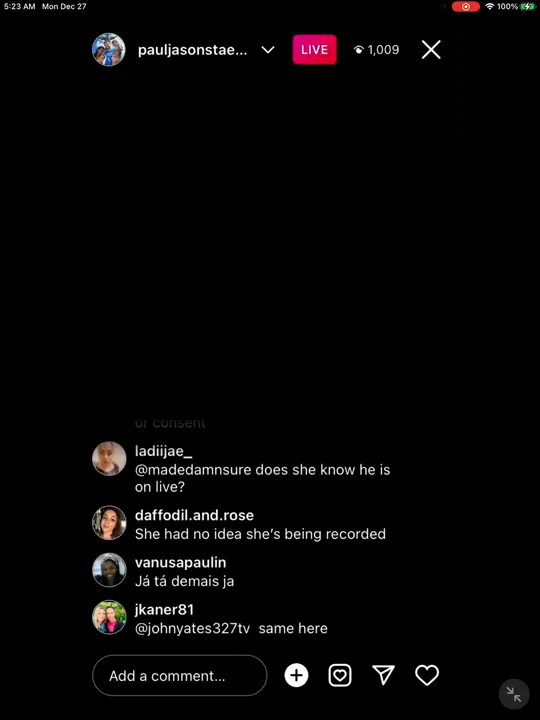 5:23 AM Mon Dec 27
100%
pauljasonstae...
LIVE
1,009
or consent
ladiijae_
@madedamnsure does she know he is
on live?
daffodil.and.rose
She had no idea she's being recorded
vanusapaulin
Já tá demais ja
jkaner81
@johnyates327tv same here
Add a comment...